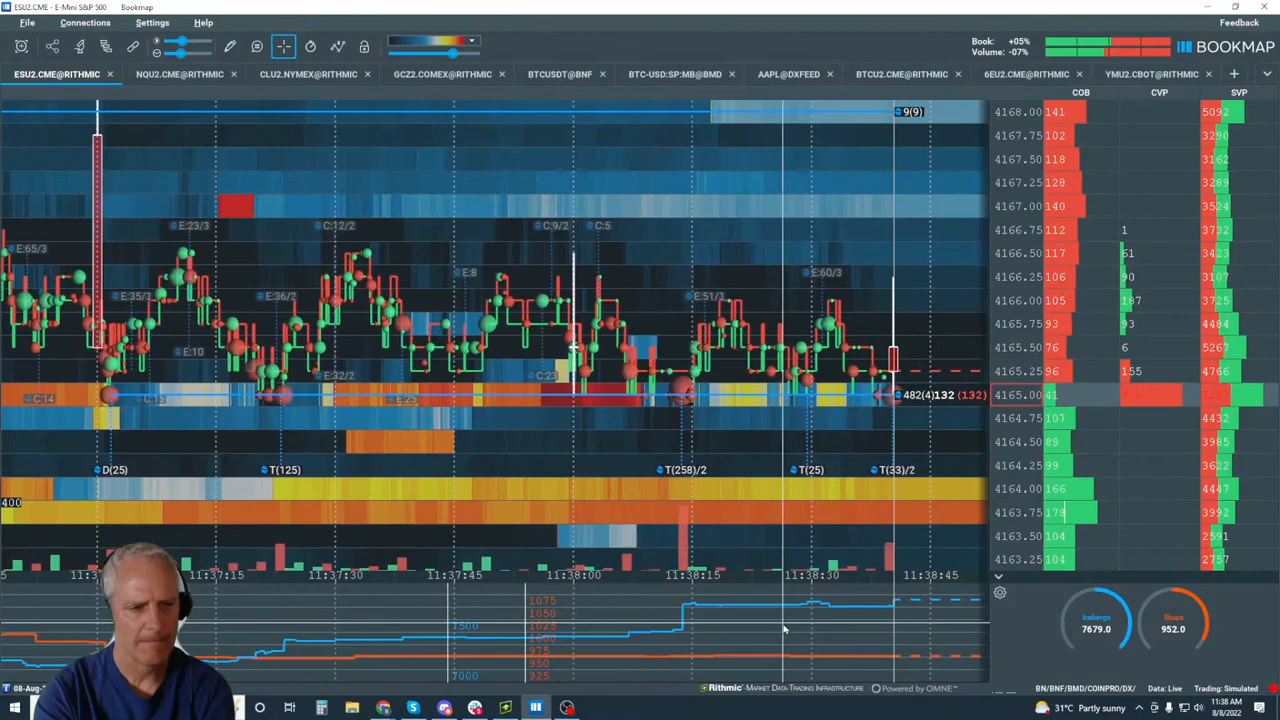 ESU2.CME - E-Mini S&P 500 Bookmap
File Connections Settings Help Feedback
Book: +05%
Volume: -07%
BOOKMAP
ESU2.CME@RITHMIC × NQU2.CME@RITHMIC × CLU2.NYMEX@RITHMIC × GCZ2.COMEX@RITHMIC × BTCUSDT@BNF × BTC-USD:SP:MB@BMD × AAPL@DXFEED × BTCU2.CME@RITHMIC × 6EU2.CME@RITHMIC × YMU2.CBOT@RITHMIC × +
COB CVP SVP
9(9) 4168.00 141 5092
4167.75 102 3290
4167.50 118 3162
4167.25 128 3289
4167.00 140 3524
E:23/3 C:12/2 C:9/2 C:5 4166.75 112 1 3732
E:65/3 4166.50 117 61 3423
E:8 E:60/3 4166.25 106 90 3107
E:35/3 E:36/2 E:51/3 4166.00 105 187 3725
4165.75 93 93 4484
E:10 4165.50 76 6 5267
E:32/2 C:23 4165.25 96 155 4766
C:14 C:15 E:25 482(4)132 (132) 4165.00 41
4164.75 107 4432
4164.50 89 3985
D(25) T(125) T(258)/2 T(25) T(33)/2 4164.25 99 3622
4164.00 166 4447
400 4163.75 178 3992
4163.50 104 2591
4163.25 104 2757
11:37:15 11:37:30 11:37:45 11:38:00 11:38:15 11:38:30 11:38:45
1075
1050
7500 1025
1000
975
950
7000 925
Icebergs
7679.0
Stops
952.0
08-Aug
Rithmic-Market Data-Trading Infrastructure Powered by OMNE™
BN/BNF/BMD/COINPRO/DX/ Data: Live Trading: Simulated
31°C Partly sunny
11:38 AM
8/8/2022